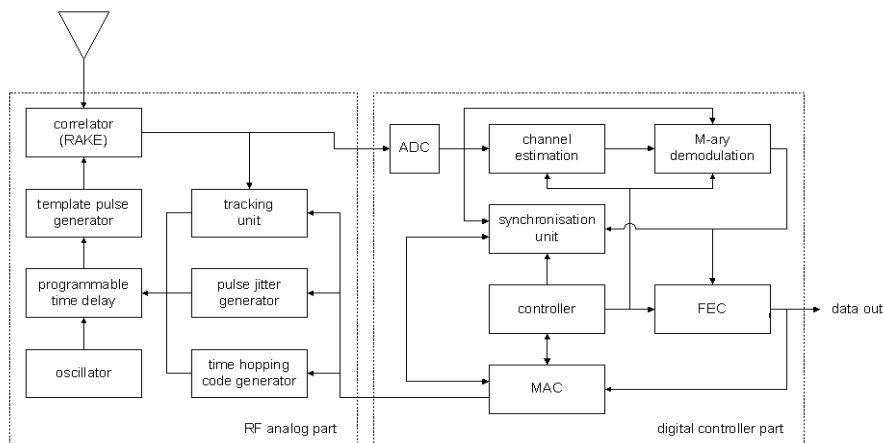 correlator
(RAKE)
template pulse
generator
programmable
time delay
oscillator
tracking
unit
pulse jitter
generator
time hopping
code generator
RF analog part
ADC
channel
estimation
M-ary
demodulation
synchronisation
unit
controller
FEC
MAC
data out
digital controller part